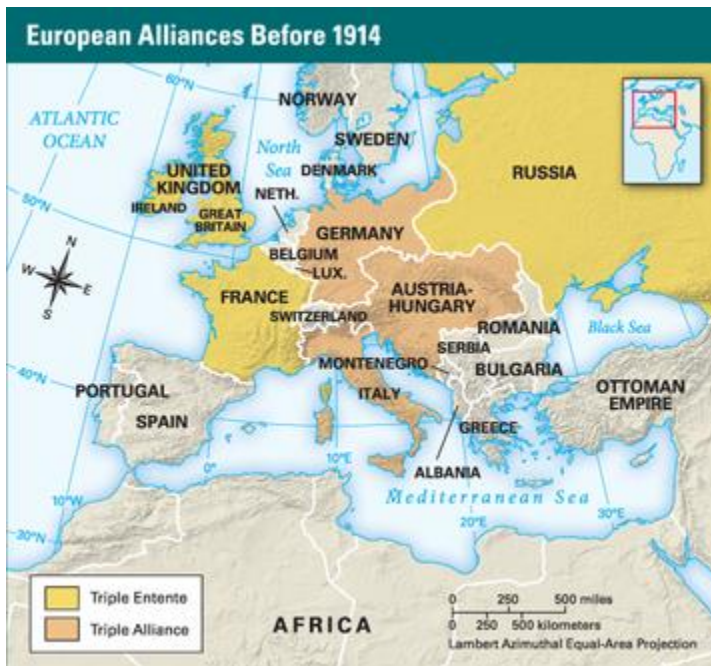 European Alliances Before 1914
60°N
NORWAY
ATLANTIC
OCEAN
SWEDEN
North
Sea
DENMARK
RUSSIA
UNITED
KINGDOM
NETH.
50°N
IRELAND
GREAT
BRITAIN
GERMANY
N
W
E
S
BELGIUM
LUX.
AUSTRIA-
HUNGARY
FRANCE
SWITZERLAND
ROMANIA
Black Sea
SERBIA
MONTENEGRO
BULGARIA
40°N
PORTUGAL
SPAIN
ITALY
OTTOMAN
EMPIRE
GREECE
0°
10°E
ALBANIA
Mediterranean Sea
10°W
20°E
30°E
30°N
Triple Entente
Triple Alliance
AFRICA
0 250 500 miles
0 250 500 kilometers
Lambert Azimuthal Equal-Area Projection